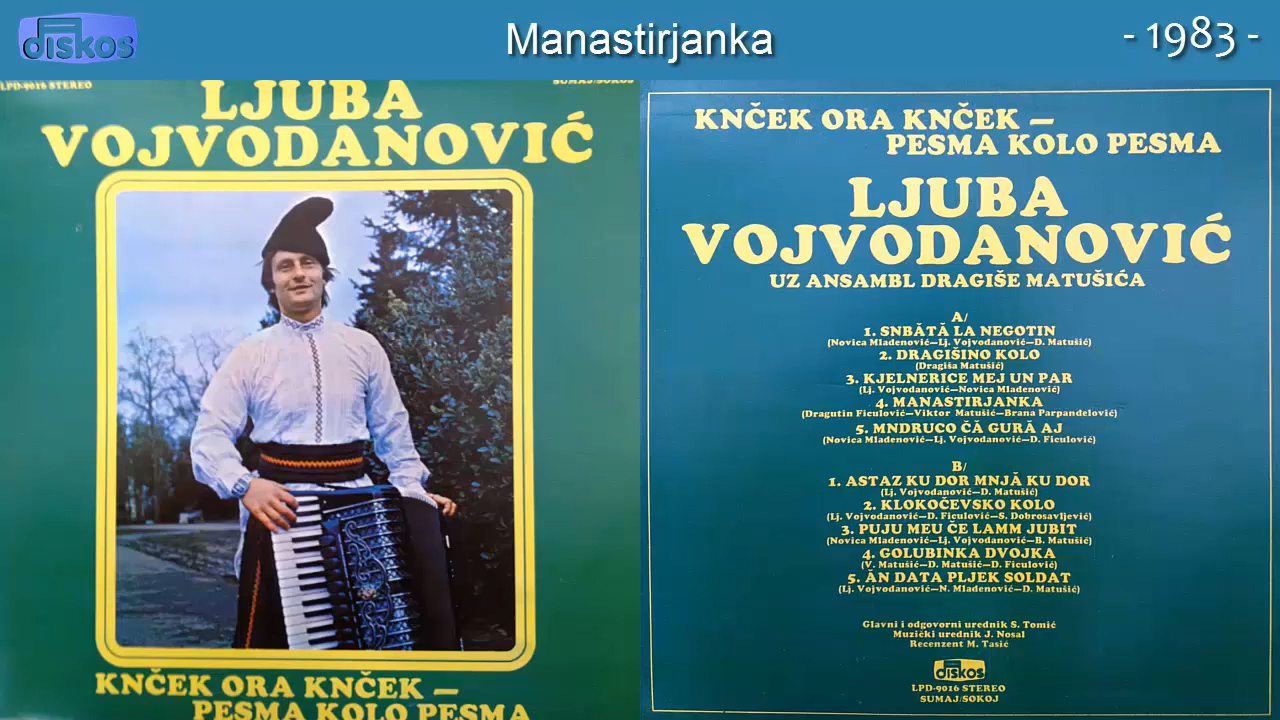 diskos
Manastirjanka
- 1983 -
LPD-9016 STEREO
SUMAJ/SOKOJ
LJUBA
VOJVODANOVIĆ
KNČEK ORA KNČEK —
PESMA KOLO PESMA
KNČEK ORA KNČEK —
PESMA KOLO PESMA
LJUBA
VOJVODANOVIĆ
UZ ANSAMBL DRAGIŠE MATUŠIĆA
A/
1. SNBĂTĂ LA NEGOTIN
(Novica Mladenović—Lj. Vojvodanović—D. Matušić)
2. DRAGIŠINO KOLO
(Dragiša Matušić)
3. KJELNERICE MEJ UN PAR
(Lj. Vojvodanović—Novica Mladenović)
4. MANASTIRJANKA
(Dragutin Ficulović—Viktor Matušić—Brana Parpanđelović)
5. MNDRUCO ČĂ GURĂ AJ
(Novica Mladenović—Lj. Vojvodanović—D. Ficulović)
B/
1. ASTAZ KU DOR MNJĂ KU DOR
(Lj. Vojvodanović—D. Matušić)
2. KLOKOČEVSKO KOLO
(Lj. Vojvodanović—D. Ficulović—S. Dobrosavljević)
3. PUJU MEU ČE LAMM JUBIT
(Novica Mladenović—Lj. Vojvodanović—B. Matušić)
4. GOLUBINKA DVOJKA
(V. Matušić—D. Matušić—D. Ficulović)
5. ĂN DATA PLJEK SOLDAT
(Lj. Vojvodanović—N. Mladenović—D. Matušić)
Glavni i odgovorni urednik S. Tomić
Muzički urednik J. Nosal
Recenzent M. Tasić
diskos
LPD-9016 STEREO
SUMAJ/SOKOJ